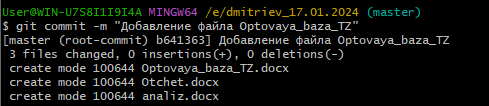 User@WIN-U7S8I1I9I4A MINGW64 /e/dmitriev_17.01.2024 (master)
$ git commit -m "Добавление файла Optovaya_baza_TZ"
[master (root-commit) b641363] Добавление файла Optovaya_baza_TZ
 3 files changed, 0 insertions(+), 0 deletions(-)
 create mode 100644 Optovaya_baza_TZ.docx
 create mode 100644 Otchet.docx
 create mode 100644 analiz.docx